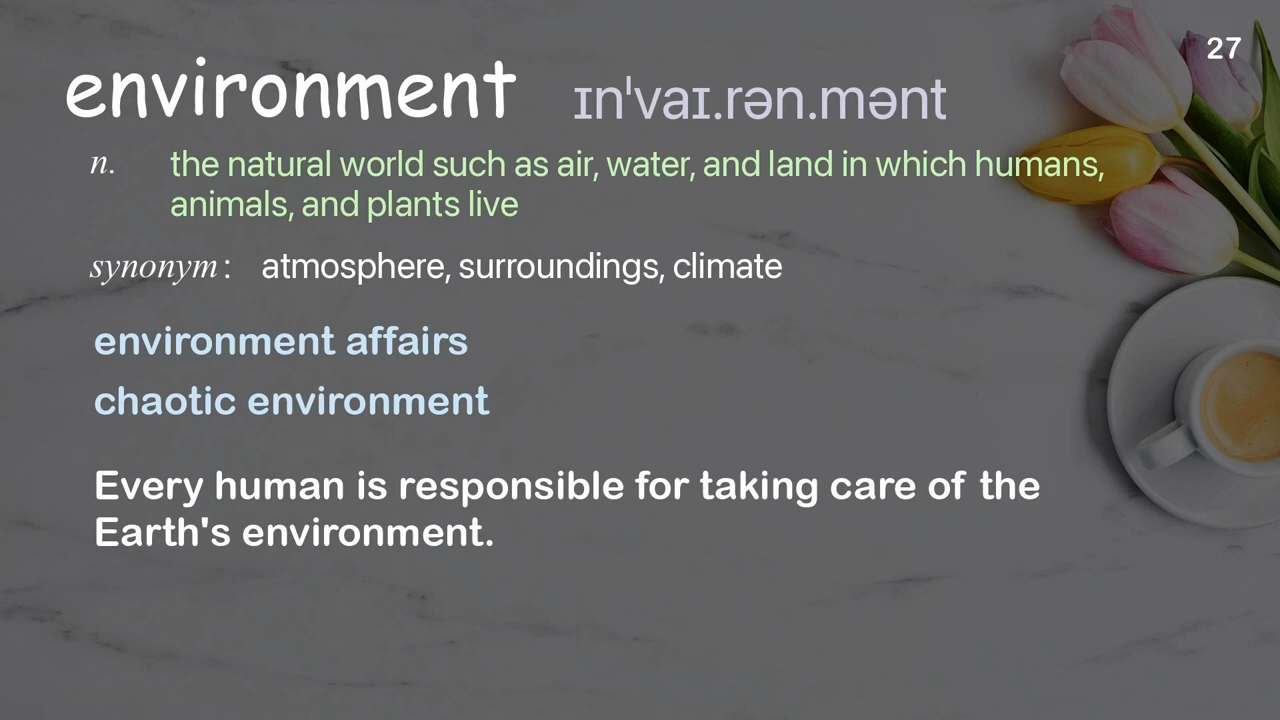 27
environment ɪnˈvaɪ.rən.mənt
n. the natural world such as air, water, and land in which humans,
animals, and plants live
synonym: atmosphere, surroundings, climate
environment affairs
chaotic environment
Every human is responsible for taking care of the
Earth's environment.